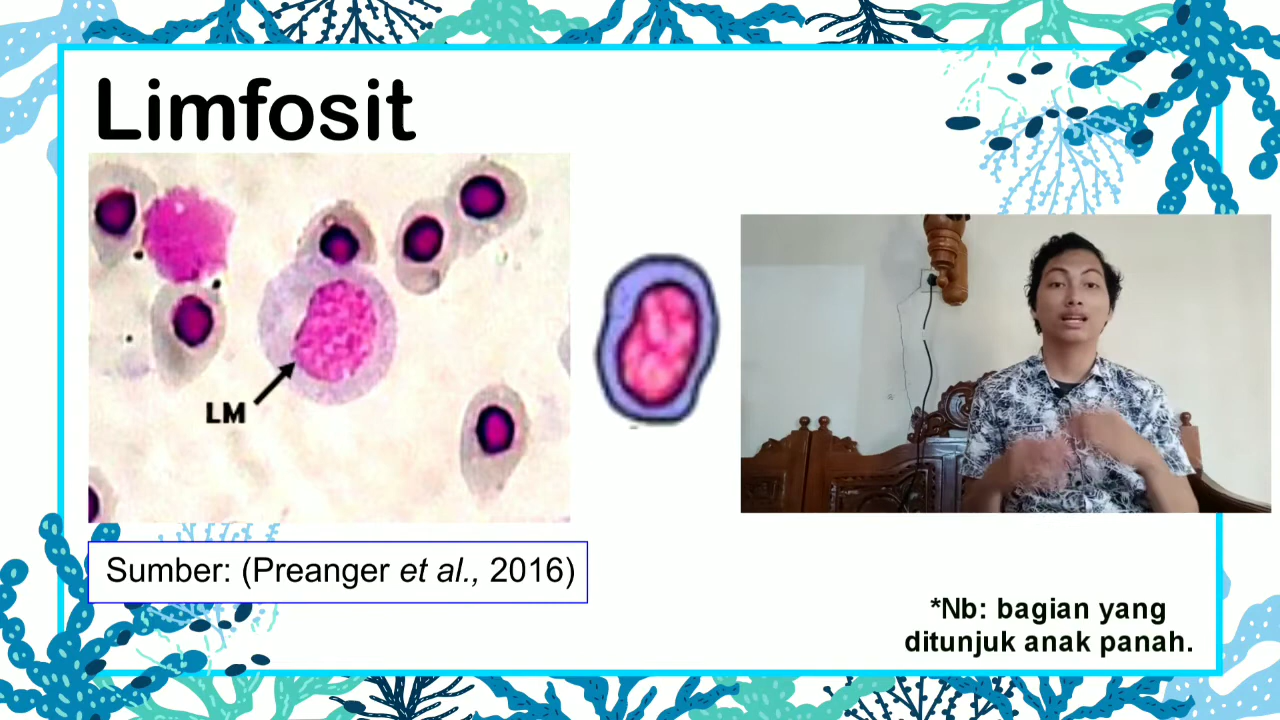 Limfosit
LM
Sumber: (Preanger et al., 2016)
*Nb: bagian yang
ditunjuk anak panah.